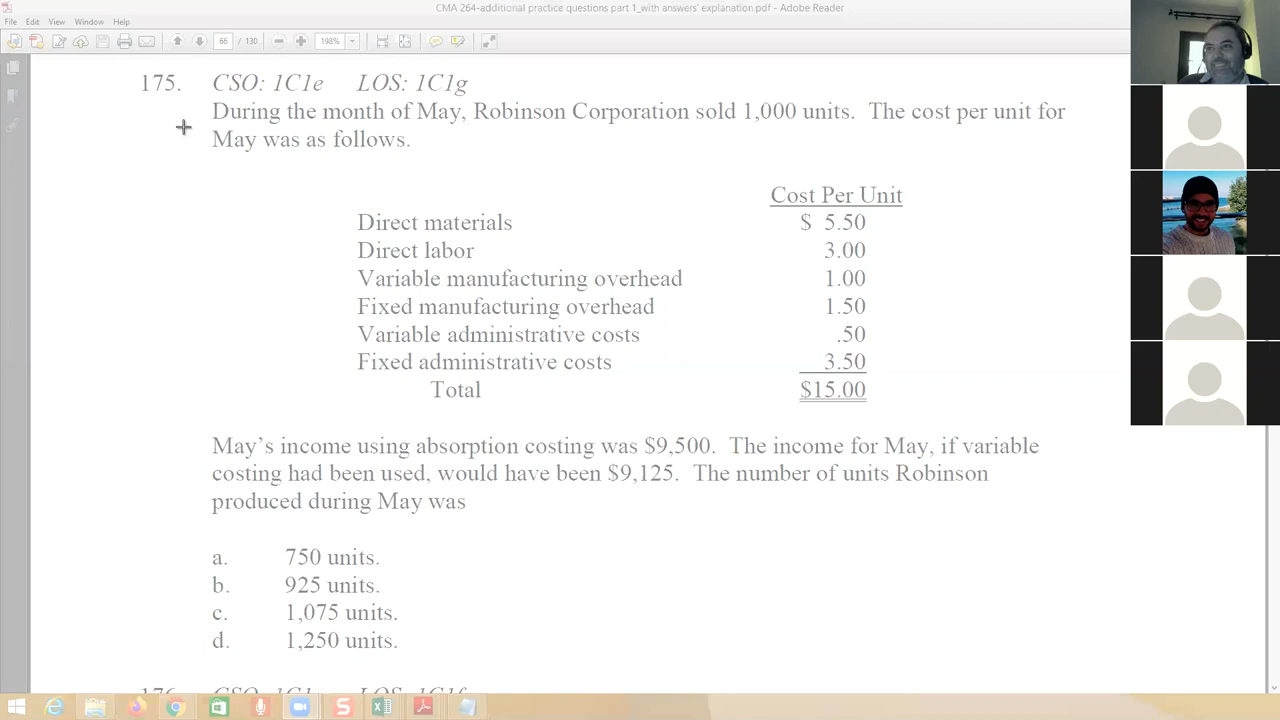 CMA 264-additional practice questions part 1_with answers' explanation.pdf - Adobe Reader
File Edit View Window Help
66 / 130 198%
175. CSO: 1C1e LOS: 1C1g
During the month of May, Robinson Corporation sold 1,000 units. The cost per unit for
May was as follows.
Cost Per Unit
Direct materials $ 5.50
Direct labor 3.00
Variable manufacturing overhead 1.00
Fixed manufacturing overhead 1.50
Variable administrative costs .50
Fixed administrative costs 3.50
Total $15.00
May's income using absorption costing was $9,500. The income for May, if variable
costing had been used, would have been $9,125. The number of units Robinson
produced during May was
a. 750 units.
b. 925 units.
c. 1,075 units.
d. 1,250 units.